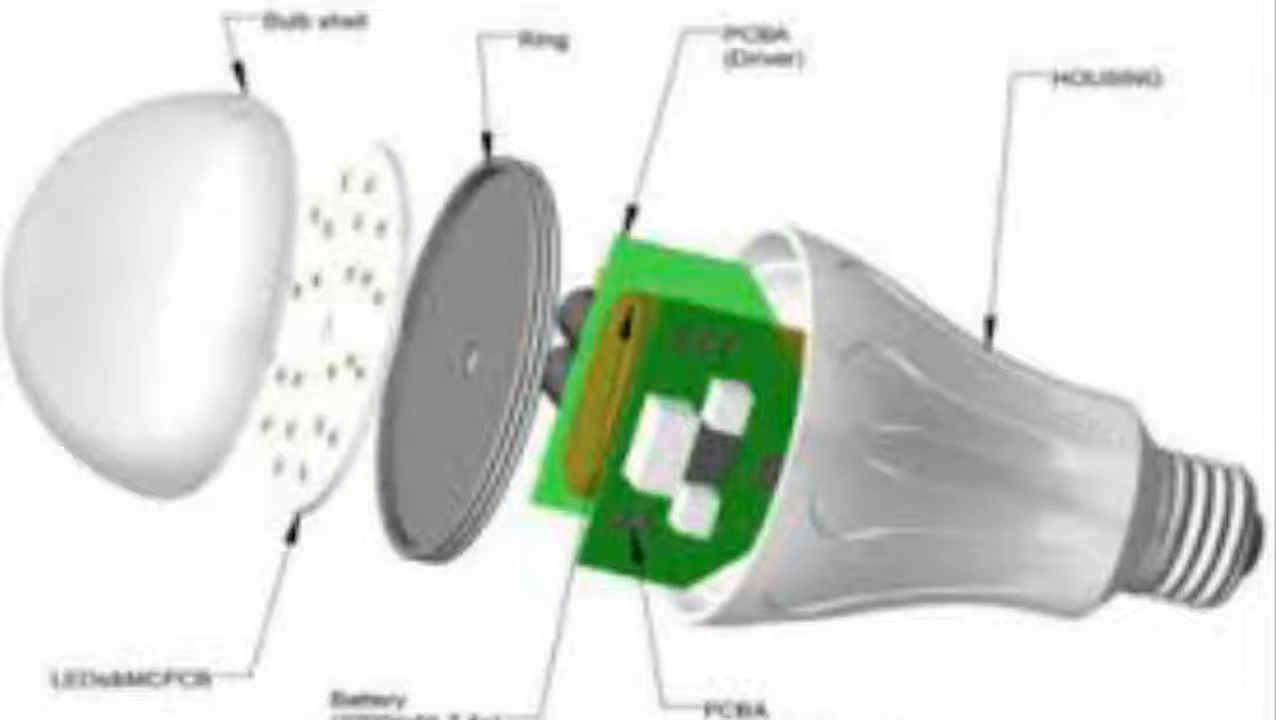 Bulb shell
Ring
PCBA
(Driver)
HOUSING
LEDs&MCPCB
Battery
PCBA